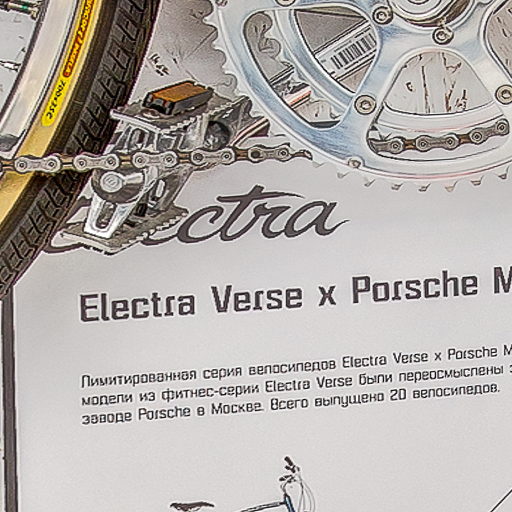 700x32C
Electra
Electra Verse x Porsche M
Лимитированная серия велосипедов Electra Verse x Porsche M
модели из фитнес-серии Electra Verse были переосмыслены з
заводе Porsche в Москве. Всего выпущено 20 велосипедов.